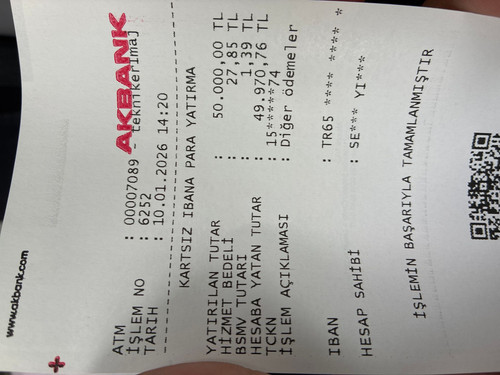 www.akbank.com
AKBANK
ATM : 00007089 - teknikerimaj
İŞLEM NO : 6252
TARIH : 10.01.2026 14:20
KARTSIZ IBANA PARA YATIRMA
YATIRILAN TUTAR : 50.000,00 TL
HİZMET BEDELİ : 27,85 TL
BSMV TUTARI : 1,39 TL
HESABA YATAN TUTAR : 49.970,76 TL
TCKN : 15******74
İŞLEM AÇIKLAMASI : Diğer ödemeler
IBAN : TR65 **** **** *
HESAP SAHİBİ : SE*** YI***
İŞLEMİN BAŞARIYLA TAMAMLANMIŞTIR